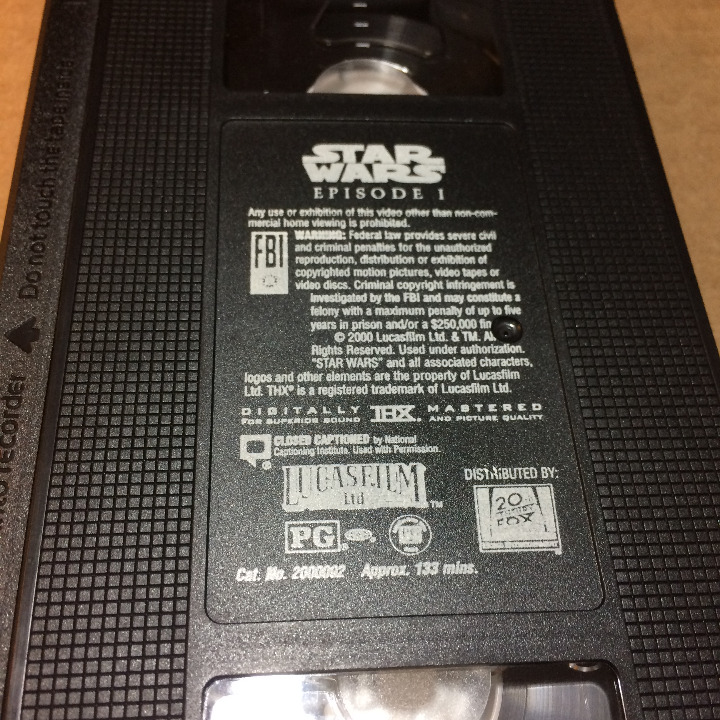 STAR
WARS
EPISODE I
Any use or exhibition of this video other than non-com-
mercial home viewing is prohibited.
FBI
WARNING: Federal law provides severe civil
and criminal penalties for the unauthorized
reproduction, distribution or exhibition of
copyrighted motion pictures, video tapes or
video discs. Criminal copyright infringement is
investigated by the FBI and may constitute a
felony with a maximum penalty of up to five
years in prison and/or a $250,000 fin
© 2000 Lucasfilm Ltd. & TM. Al
Rights Reserved. Used under authorization.
"STAR WARS" and all associated characters,
logos and other elements are the property of Lucasfilm
Ltd. THX® is a registered trademark of Lucasfilm Ltd.
DIGITALLY THX MASTERED
FOR SUPERIOR SOUND AND PICTURE QUALITY
CLOSED CAPTIONED by National
Captioning Institute. Used with Permission.
LUCASFILM
Ltd
TM
DISTRIBUTED BY:
20
CENTURY
FOX
PG
Cat. No. 2000092 Approx. 133 mins.
Do not touch the tape inside